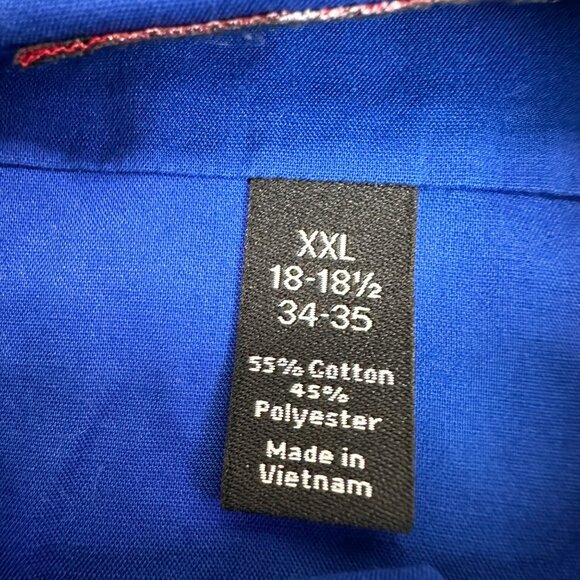 XXL
18-18½
34-35
55% Cotton
45%
Polyester
Made in
Vietnam